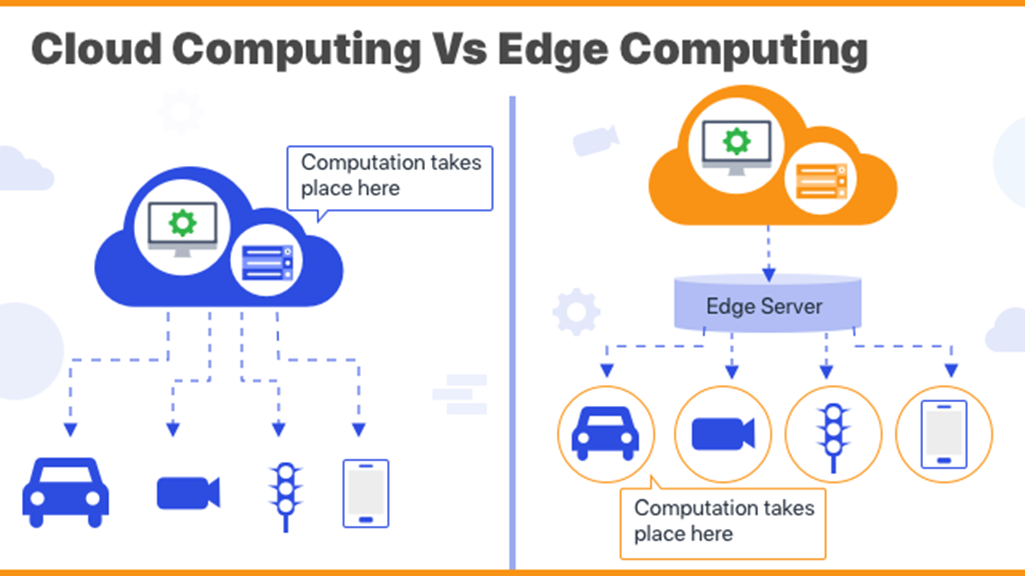 Cloud Computing Vs Edge Computing
Computation takes
place here
Edge Server
Computation takes
place here